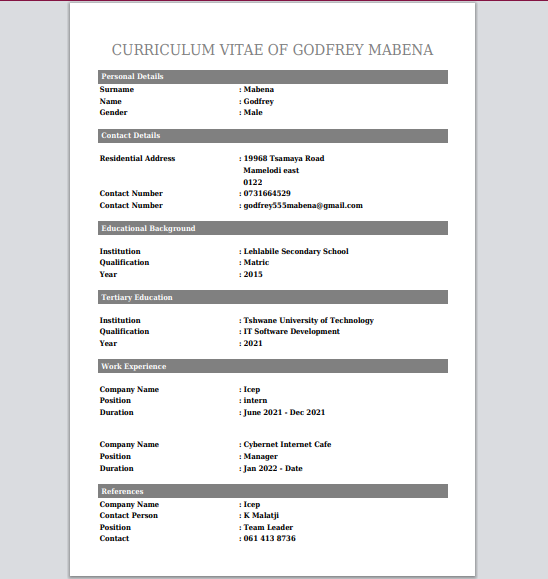 CURRICULUM VITAE OF GODFREY MABENA
Personal Details
Surname : Mabena
Name : Godfrey
Gender : Male
Contact Details
Residential Address : 19968 Tsamaya Road
Mamelodi east
0122
Contact Number : 0731664529
Contact Number : godfrey555mabena@gmail.com
Educational Background
Institution : Lehlabile Secondary School
Qualification : Matric
Year : 2015
Tertiary Education
Institution : Tshwane University of Technology
Qualification : IT Software Development
Year : 2021
Work Experience
Company Name : Icep
Position : intern
Duration : June 2021 - Dec 2021
Company Name : Cybernet Internet Cafe
Position : Manager
Duration : Jan 2022 - Date
References
Company Name : Icep
Contact Person : K Malatji
Position : Team Leader
Contact : 061 413 8736